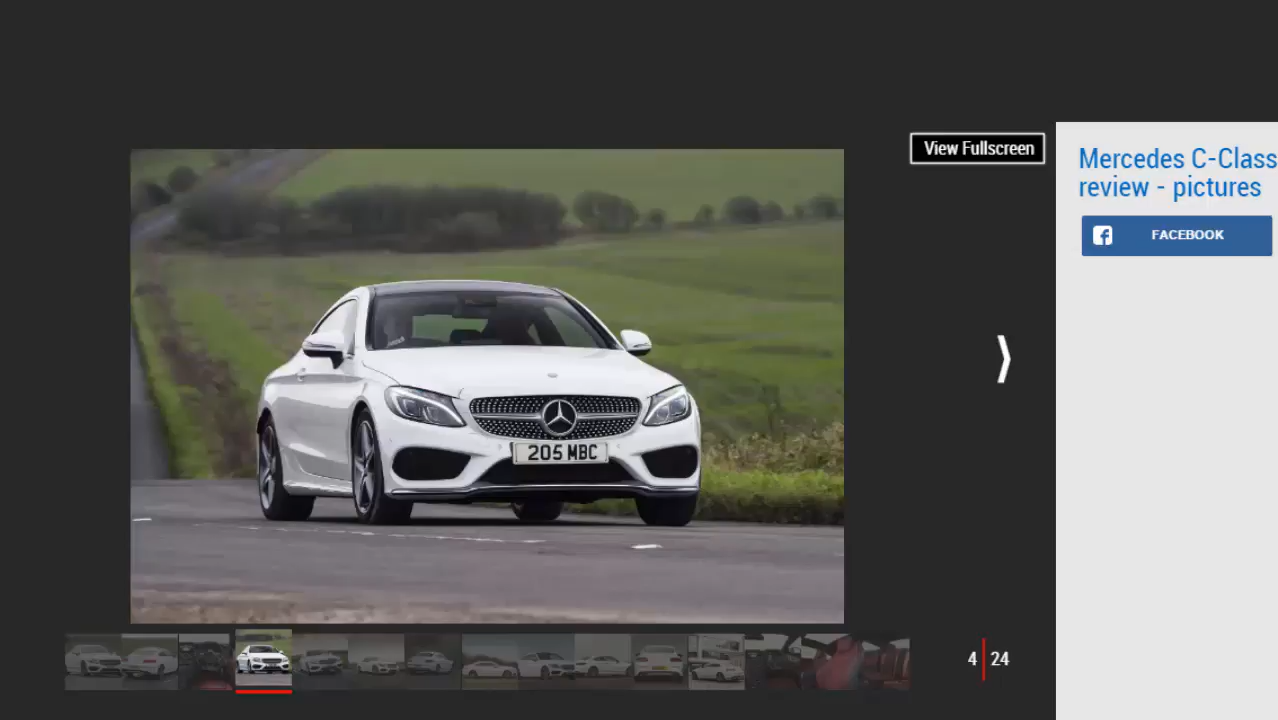 View Fullscreen
Mercedes C-Class
review - pictures
FACEBOOK
205 MBC
4 24